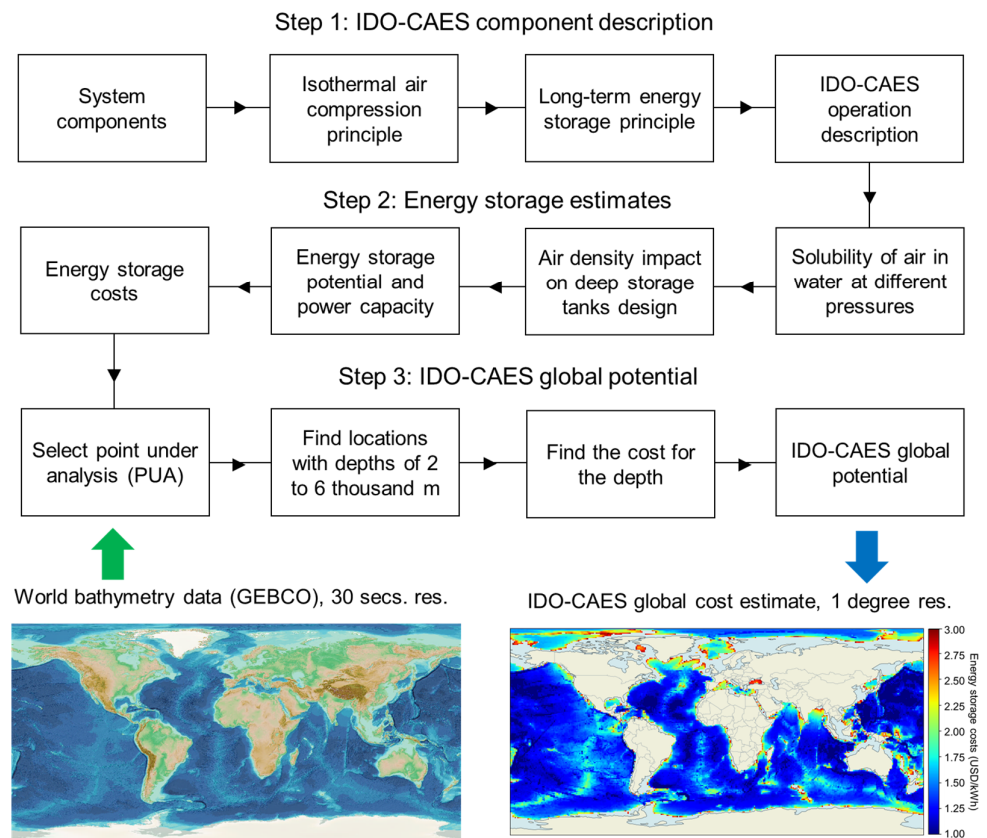 Step 1: IDO-CAES component description
System
components
Isothermal air
compression
principle
Long-term energy
storage principle
IDO-CAES
operation
description
Step 2: Energy storage estimates
Energy storage
costs
Energy storage
potential and
power capacity
Air density impact
on deep storage
tanks design
Solubility of air in
water at different
pressures
Step 3: IDO-CAES global potential
Select point under
analysis (PUA)
Find locations
with depths of 2
to 6 thousand m
Find the cost for
the depth
IDO-CAES global
potential
World bathymetry data (GEBCO), 30 secs. res.
IDO-CAES global cost estimate, 1 degree res.
3.00
2.75
2.50
2.25
2.00
1.75
1.50
1.25
1.00
Energy storage costs (USD/kWh)